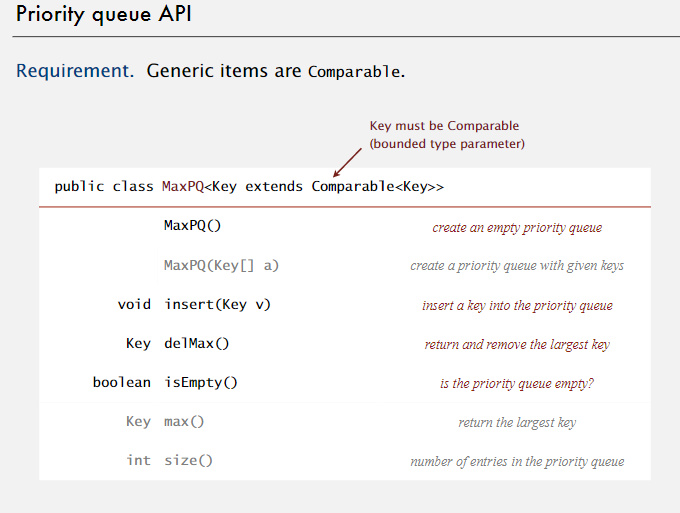 Priority queue API
Requirement. Generic items are Comparable.
Key must be Comparable
(bounded type parameter)
public class MaxPQ<Key extends Comparable<Key>>
MaxPQ() create an empty priority queue
MaxPQ(Key[] a) create a priority queue with given keys
void insert(Key v) insert a key into the priority queue
Key delMax() return and remove the largest key
boolean isEmpty() is the priority queue empty?
Key max() return the largest key
int size() number of entries in the priority queue